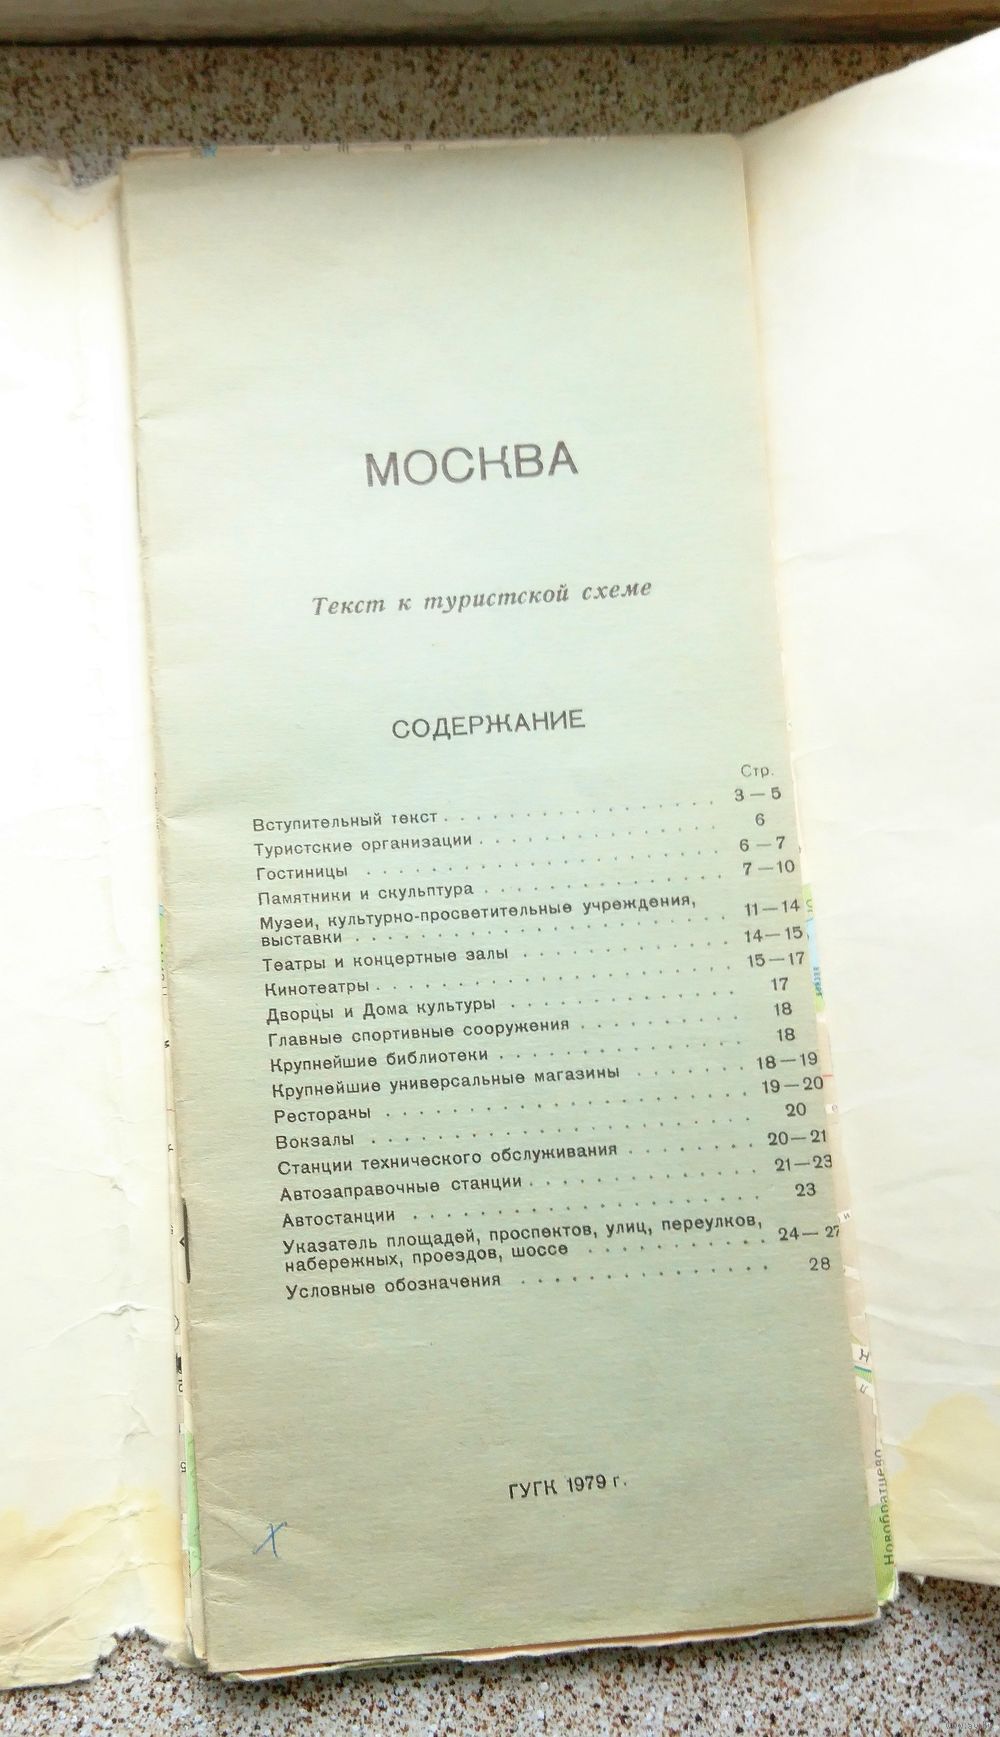 МОСКВА
Текст к туристской схеме
СОДЕРЖАНИЕ
Стр.
Вступительный текст . . . . . . . . . . . . . . . . 3 — 5
Туристские организации . . . . . . . . . . . . . . 6
Гостиницы . . . . . . . . . . . . . . . . . . . . 6 — 7
Памятники и скульптура . . . . . . . . . . . . . . 7 — 10
Музеи, культурно-просветительные учреждения,
выставки . . . . . . . . . . . . . . . . . . . . 11 — 14
Театры и концертные залы . . . . . . . . . . . . . 14 — 15
Кинотеатры . . . . . . . . . . . . . . . . . . . . 15 — 17
Дворцы и Дома культуры . . . . . . . . . . . . . . 17
Главные спортивные сооружения . . . . . . . . . . 18
Крупнейшие библиотеки . . . . . . . . . . . . . . 18
Крупнейшие универсальные магазины . . . . . . . 18 — 19
Рестораны . . . . . . . . . . . . . . . . . . . . 19 — 20
Вокзалы . . . . . . . . . . . . . . . . . . . . . 20
Станции технического обслуживания . . . . . . . 20 — 21
Автозаправочные станции . . . . . . . . . . . . . 21 — 23
Автостанции . . . . . . . . . . . . . . . . . . . 23
Указатель площадей, проспектов, улиц, переулков,
набережных, проездов, шоссе . . . . . . . . . . . 24 — 27
Условные обозначения . . . . . . . . . . . . . . . 28
ГУГК 1979 г.
Х
Новобратцево